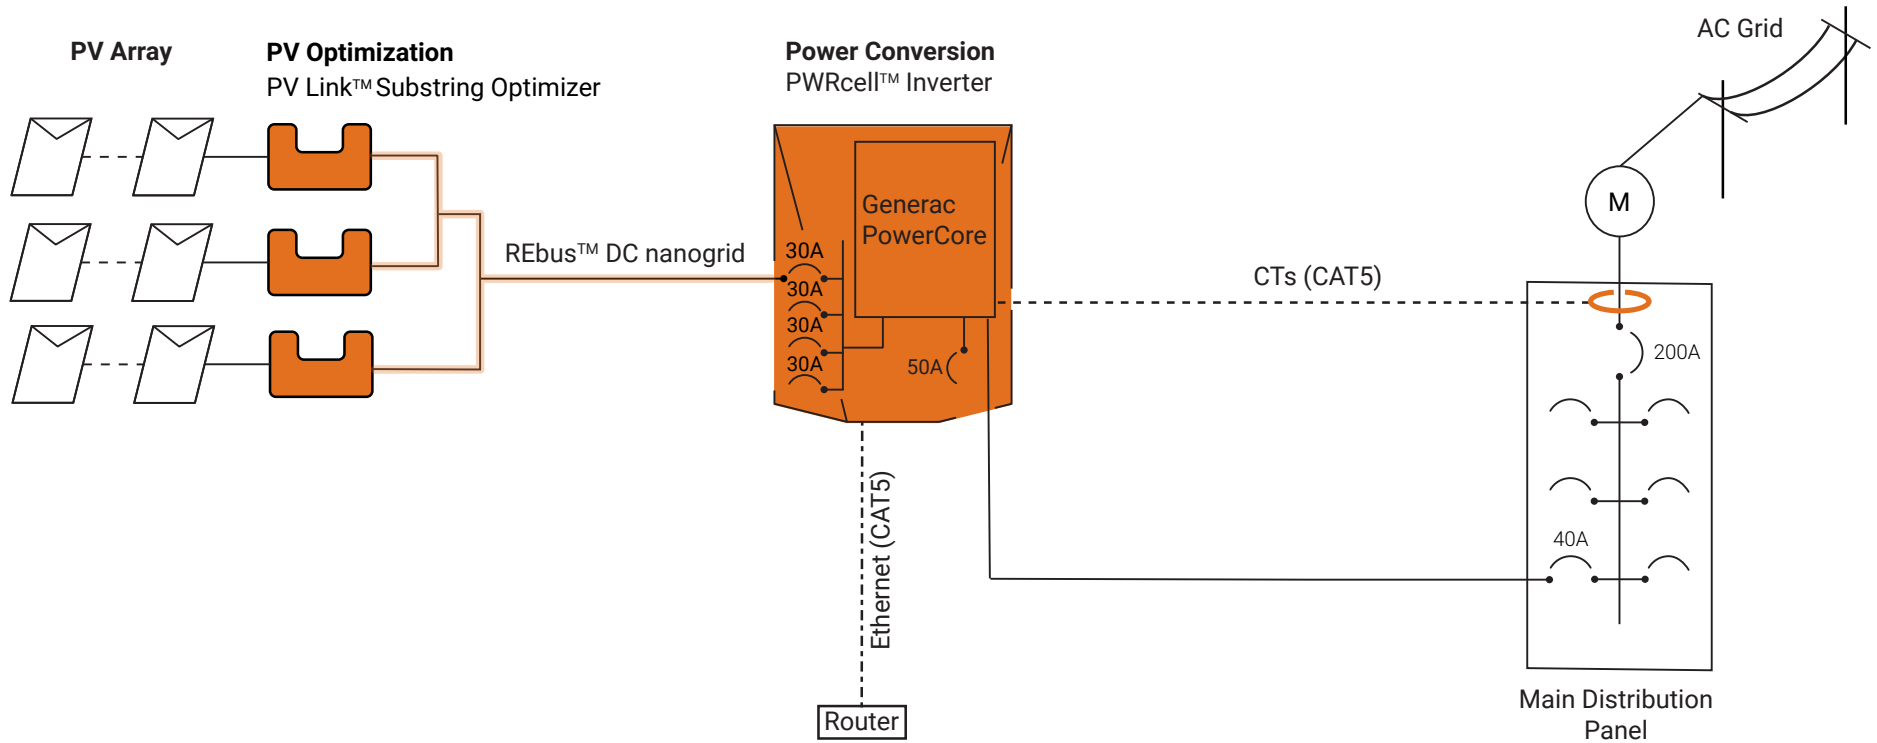 PV Array
PV Optimization
PV Link™ Substring Optimizer
Power Conversion
PWRcell™ Inverter
AC Grid
M
Generac
PowerCore
30A
30A
30A
30A
50A
REbus™ DC nanogrid
CTs (CAT5)
200A
40A
Ethernet (CAT5)
Router
Main Distribution
Panel